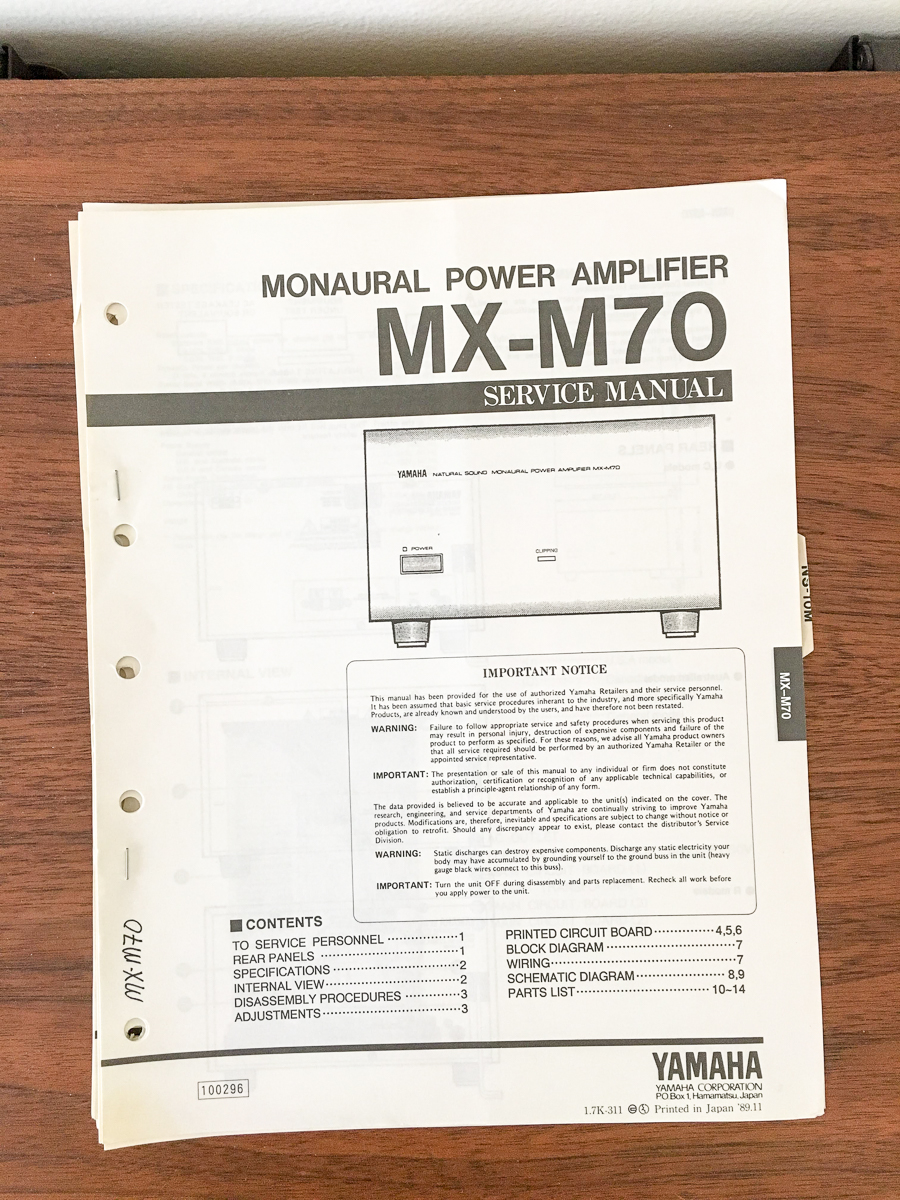 MONAURAL POWER AMPLIFIER
MX-M70
SERVICE MANUAL
YAMAHA NATURAL SOUND MONAURAL POWER AMPLIFIER MX-M70
POWER
CLIPPING
NS-10M
MX-M70
IMPORTANT NOTICE
This manual has been provided for the use of authorized Yamaha Retailers and their service personnel.
It has been assumed that basic service procedures inherent to the industry, and more specifically Yamaha
Products, are already known and understood by the users, and have therefore not been restated.
WARNING: Failure to follow appropriate service and safety procedures when servicing this product
may result in personal injury, destruction of expensive components and failure of the
product to perform as specified. For these reasons, we advise all Yamaha product owners
that all service required should be performed by an authorized Yamaha Retailer or the
appointed service representative.
IMPORTANT: The presentation or sale of this manual to any individual or firm does not constitute
authorization, certification or recognition of any applicable technical capabilities, or
establish a principle-agent relationship of any form.
The data provided is believed to be accurate and applicable to the unit(s) indicated on the cover. The
research, engineering, and service departments of Yamaha are continually striving to improve Yamaha
products. Modifications are, therefore, inevitable and specifications are subject to change without notice or
obligation to retrofit. Should any discrepancy appear to exist, please contact the distributor's Service
Division.
WARNING: Static discharges can destroy expensive components. Discharge any static electricity your
body may have accumulated by grounding yourself to the ground buss in the unit (heavy
gauge black wires connect to this buss).
IMPORTANT: Turn the unit OFF during disassembly and parts replacement. Recheck all work before
you apply power to the unit.
■ CONTENTS
TO SERVICE PERSONNEL ················· 1
REAR PANELS ································· 1
SPECIFICATIONS ······························ 2
INTERNAL VIEW ······························· 2
DISASSEMBLY PROCEDURES ············ 3
ADJUSTMENTS ································· 3
PRINTED CIRCUIT BOARD ·············· 4,5,6
BLOCK DIAGRAM ······························ 7
WIRING ············································ 7
SCHEMATIC DIAGRAM ····················· 8,9
PARTS LIST ································· 10~14
MX-M70
YAMAHA
YAMAHA CORPORATION
P.O.Box 1, Hamamatsu, Japan
100296
1.7K-311 Printed in Japan '89.11